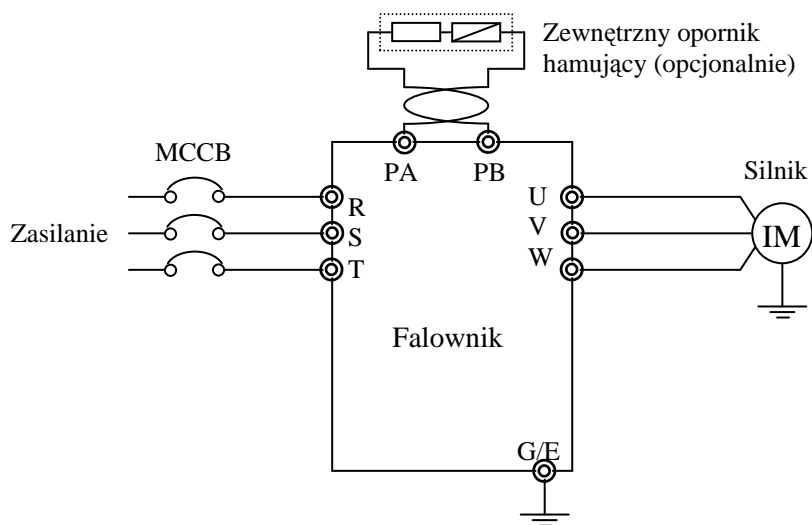 Zewnętrzny opornik
hamujący (opcjonalnie)
MCCB
PA
PB
Silnik
R
U
Zasilanie
S
V
IM
T
W
Falownik
G/E